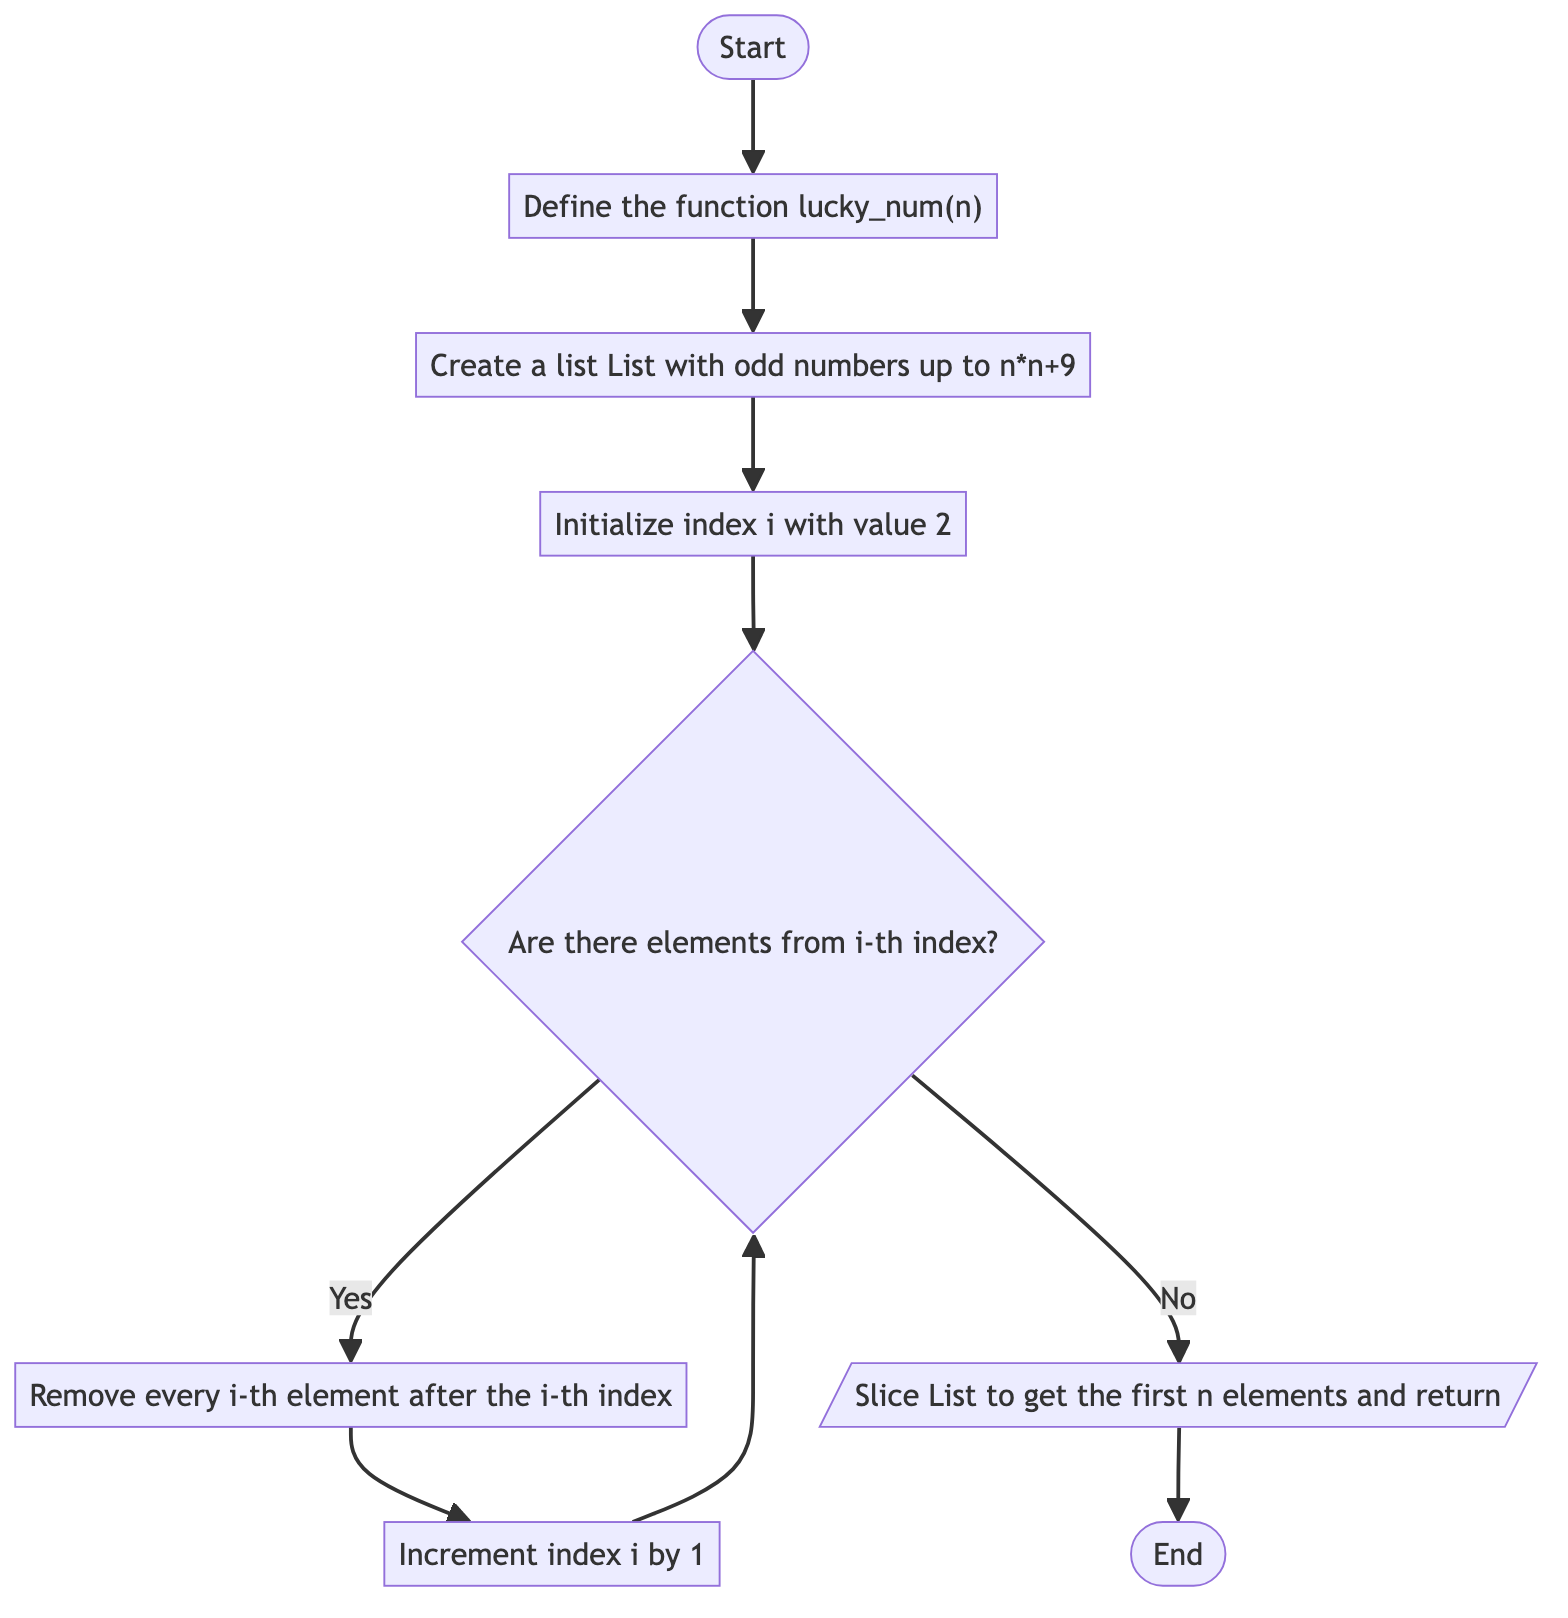 Start
Define the function lucky_num(n)
Create a list List with odd numbers up to n*n+9
Initialize index i with value 2
Are there elements from i-th index?
Yes
No
Remove every i-th element after the i-th index
Slice List to get the first n elements and return
Increment index i by 1
End